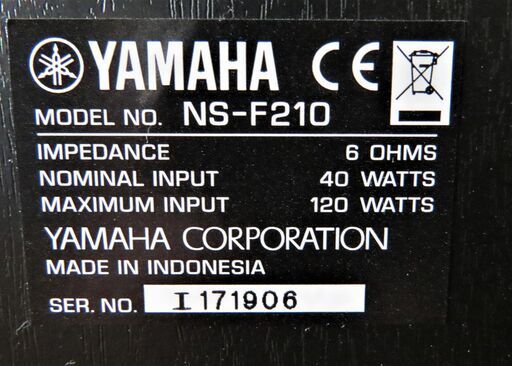 YAMAHA CE
MODEL NO. NS-F210
IMPEDANCE 6 OHMS
NOMINAL INPUT 40 WATTS
MAXIMUM INPUT 120 WATTS
YAMAHA CORPORATION
MADE IN INDONESIA
SER. NO. I 171906